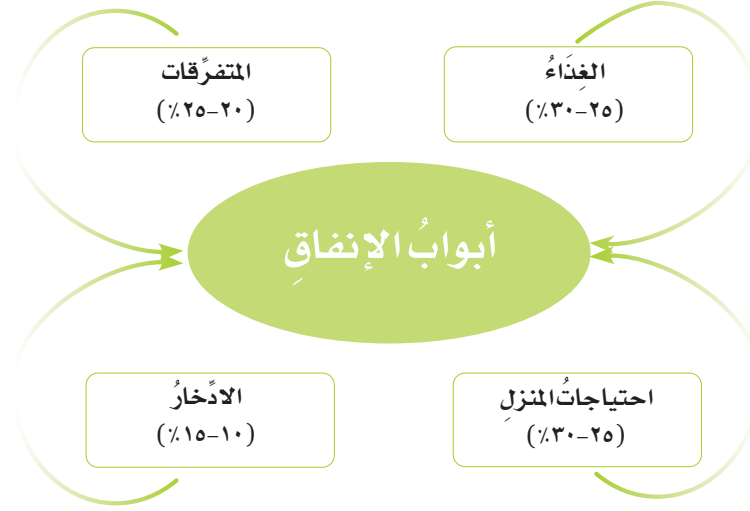 الغِذَاءُ
(٢٥-٣٠٪)
المتفرِّقات
(٢٠-٢٥٪)
أبوابُ الإنفاقِ
احتياجاتُ المنزلِ
(٢٥-٣٠٪)
الادِّخارُ
(١٠-١٥٪)